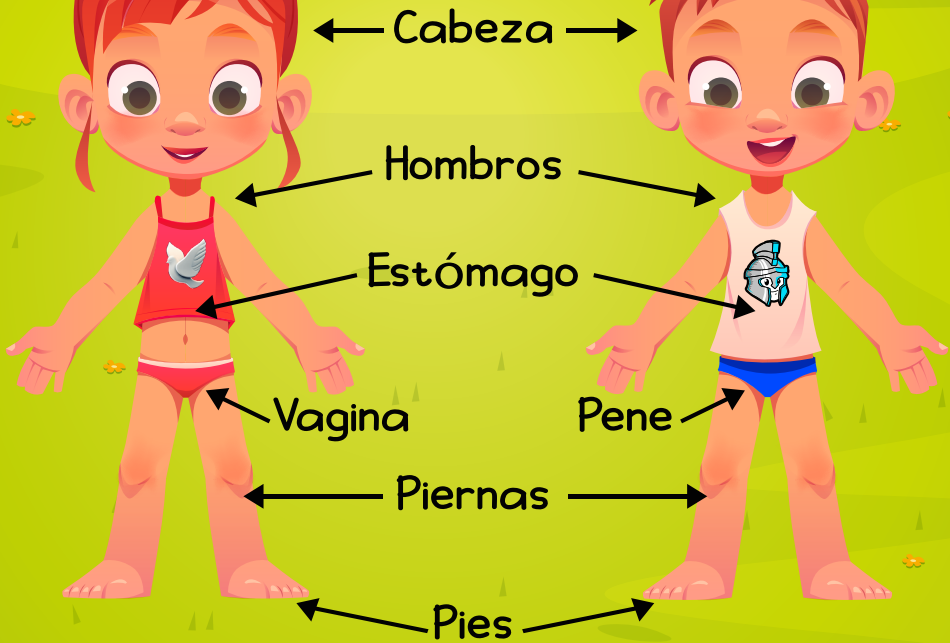 Cabeza
Hombros
Estómago
Vagina
Pene
Piernas
Pies